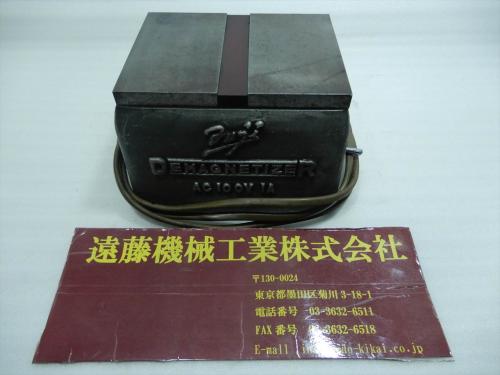 DEMAGNETIZER
AC 100V 1A
遠藤機械工業株式会社
〒130-0024
東京都墨田区菊川 3-18-1
電話番号 03-3632-6511
FAX番号 03-3632-6518
E-mail